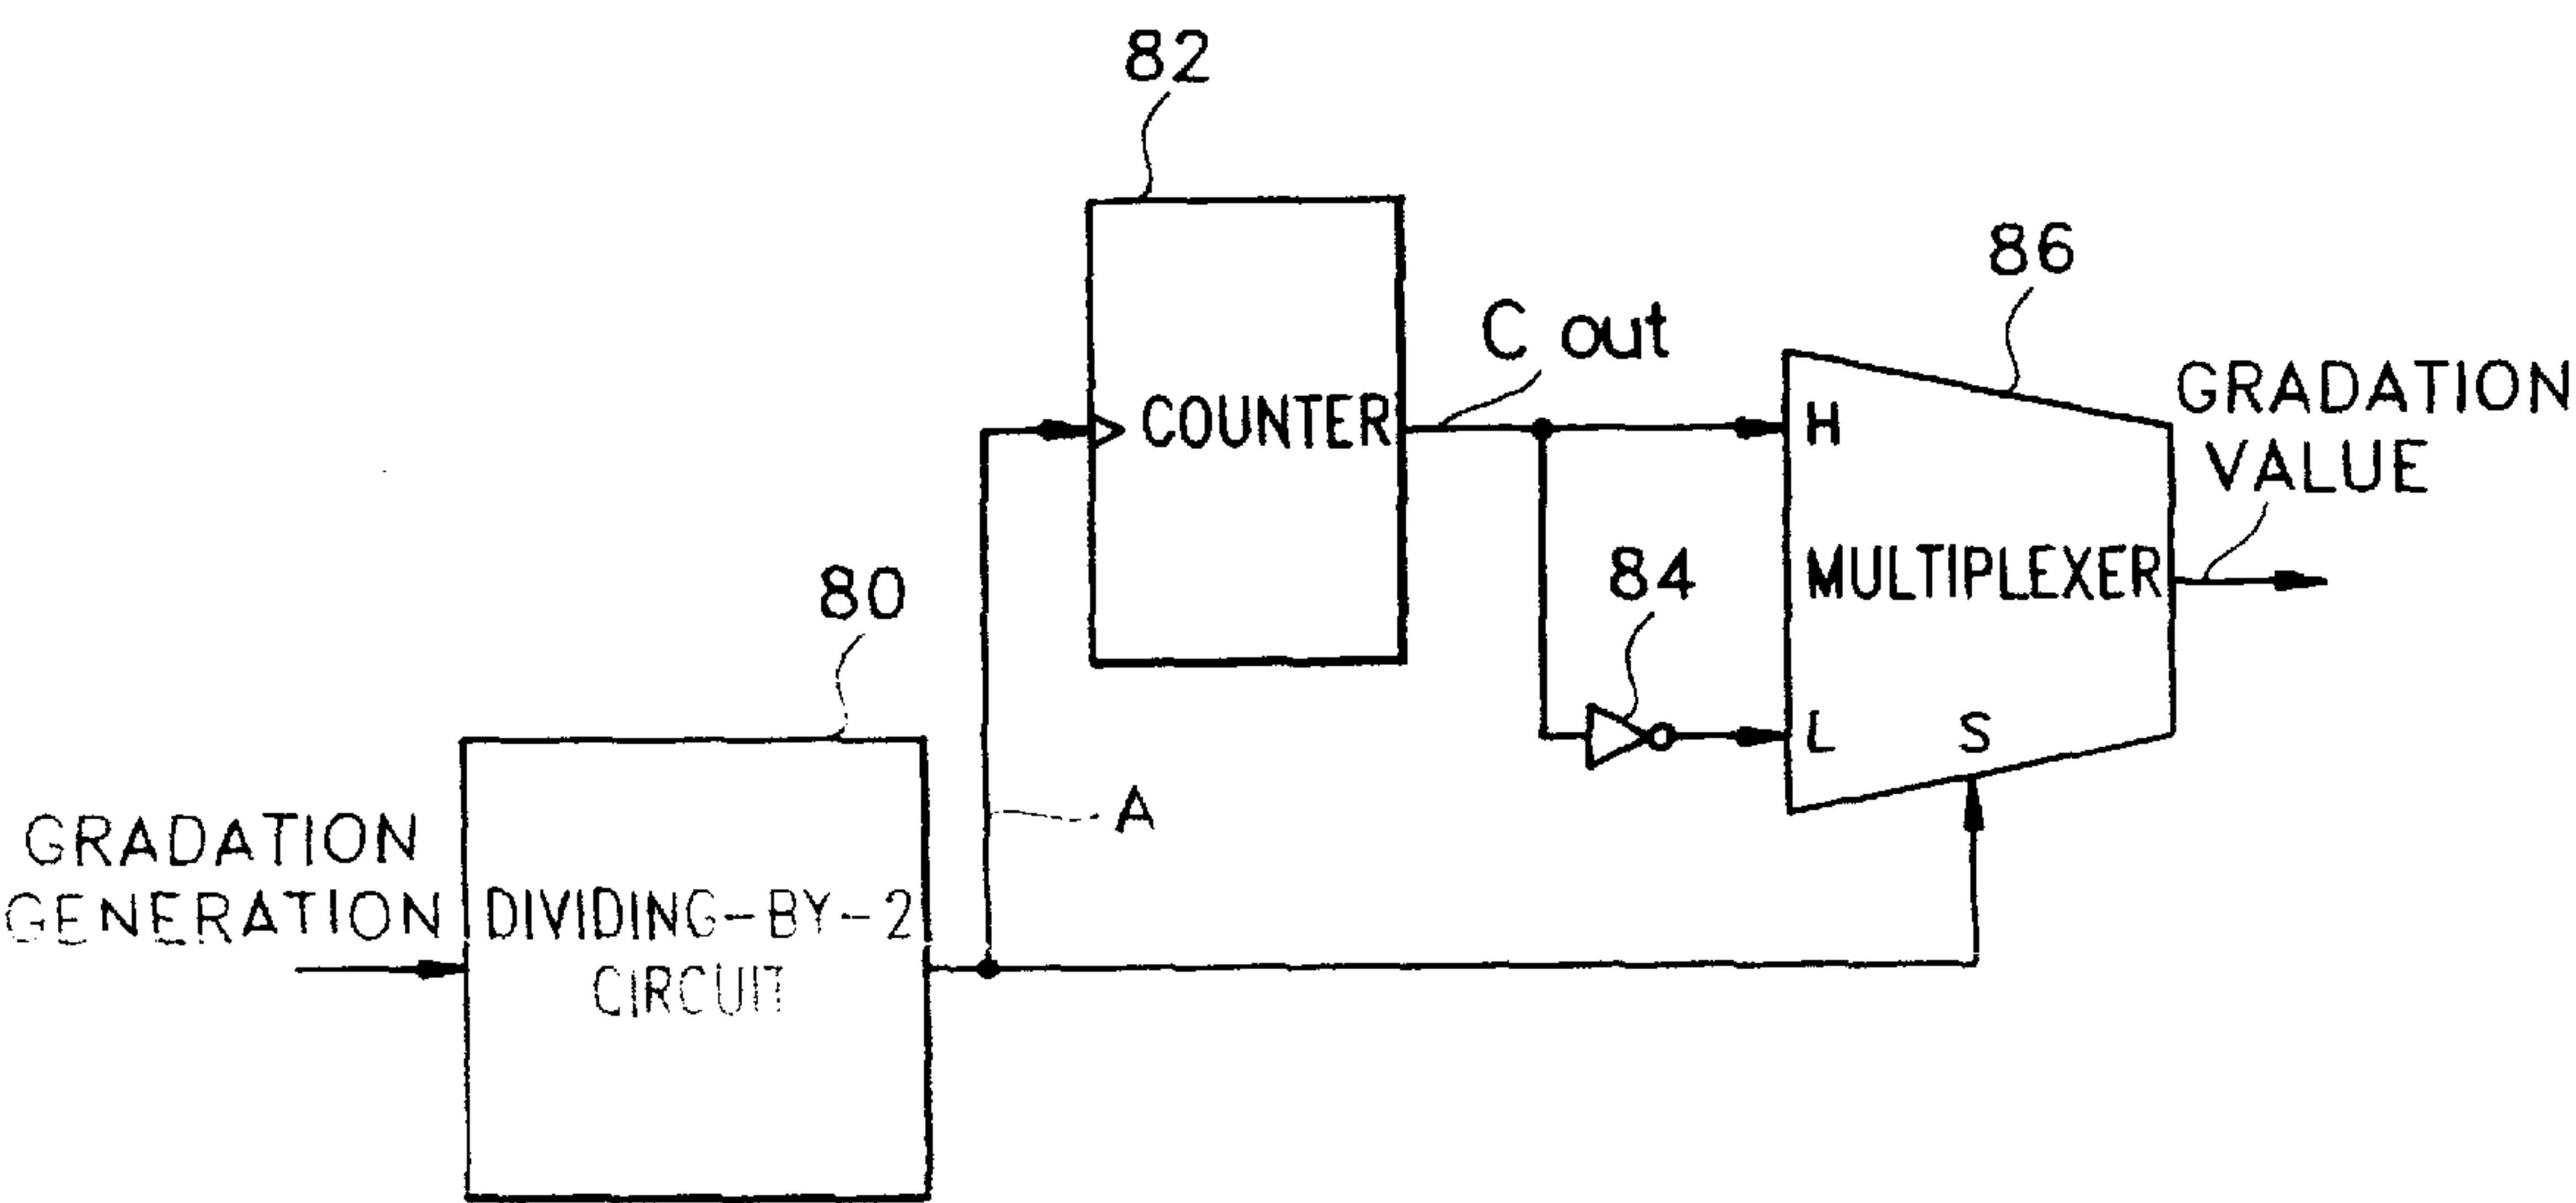 82
86
C out
GRADATION
VALUE
COUNTER
H
84
MULTIPLEXER
80
L
S
A
GRADATION
GENERATION
DIVIDING-BY-2
CIRCUIT